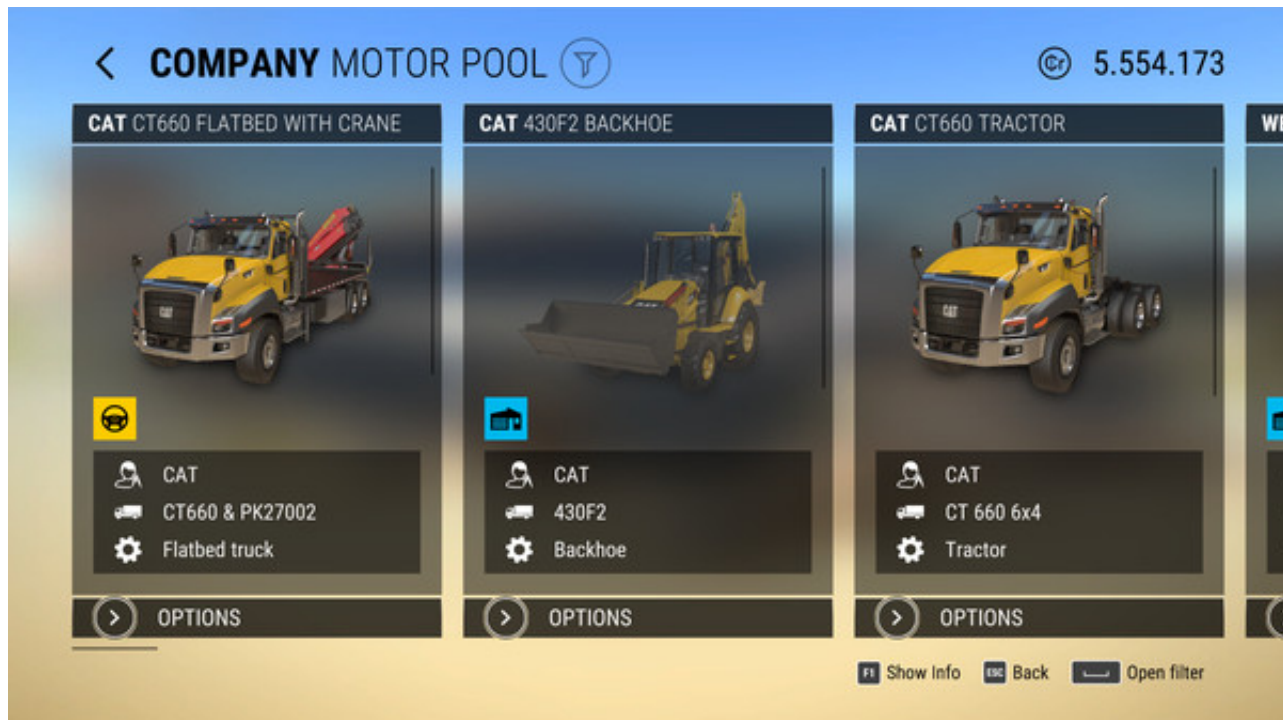 COMPANY MOTOR POOL
5.554.173
CAT CT660 FLATBED WITH CRANE
CAT 430F2 BACKHOE
CAT CT660 TRACTOR
CAT
CT660 & PK27002
Flatbed truck
CAT
430F2
Backhoe
CAT
CT 660 6x4
Tractor
OPTIONS
OPTIONS
OPTIONS
F1 Show Info
ESC Back
Open filter